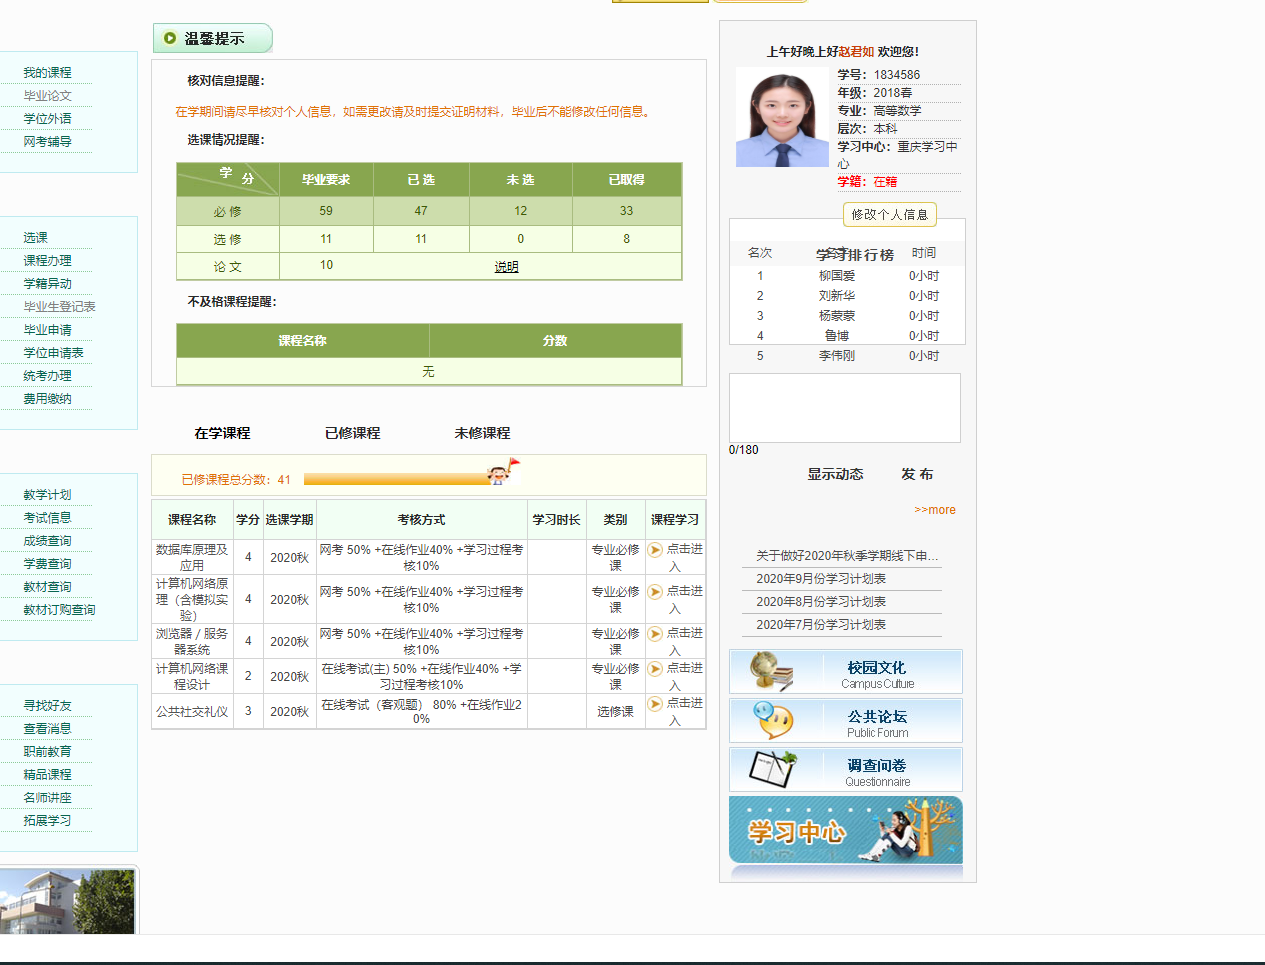 我的课程
毕业论文
学位外语
网考辅导
选课
课程办理
学籍异动
毕业生登记表
毕业申请
学位申请表
统考办理
费用缴纳
教学计划
考试信息
成绩查询
学费查询
教材查询
教材订购查询
寻找好友
查看消息
职前教育
精品课程
名师讲座
拓展学习
温馨提示
核对信息提醒：
在学期间请尽早核对个人信息，如需更改请及时提交证明材料，毕业后不能修改任何信息。
选课情况提醒：
学 分 毕业要求 已 选 未 选 已取得
必 修 59 47 12 33
选 修 11 11 0 8
论 文 10 说明
不及格课程提醒：
课程名称 分数
无
在学课程 已修课程 未修课程
已修课程总分数：41
课程名称 学分 选课学期 考核方式 学习时长 类别 课程学习
数据库原理及应用 4 2020秋 网考 50% +在线作业40% +学习过程考核10% 专业必修课 点击进入
计算机网络原理（含模拟实验） 4 2020秋 网考 50% +在线作业40% +学习过程考核10% 专业必修课 点击进入
浏览器 / 服务器系统 4 2020秋 网考 50% +在线作业40% +学习过程考核10% 专业必修课 点击进入
计算机网络课程设计 2 2020秋 在线考试(主) 50% +在线作业40% +学习过程考核10% 专业必修课 点击进入
公共社交礼仪 3 2020秋 在线考试（客观题） 80% +在线作业20% 选修课 点击进入
上午好晚上好赵君如 欢迎您！
学号：1834586
年级：2018春
专业：高等数学
层次：本科
学习中心：重庆学习中
心
学籍：在籍
修改个人信息
学习排行榜
名次 名字 时间
1 柳国爱 0小时
2 刘新华 0小时
3 杨蒙蒙 0小时
4 鲁博 0小时
5 李伟刚 0小时
0/180
显示动态 发 布
>>more
关于做好2020年秋季学期线下申...
2020年9月份学习计划表
2020年8月份学习计划表
2020年7月份学习计划表
校园文化
Campus Culture
公共论坛
Public Forum
调查问卷
Questionnaire
学习中心